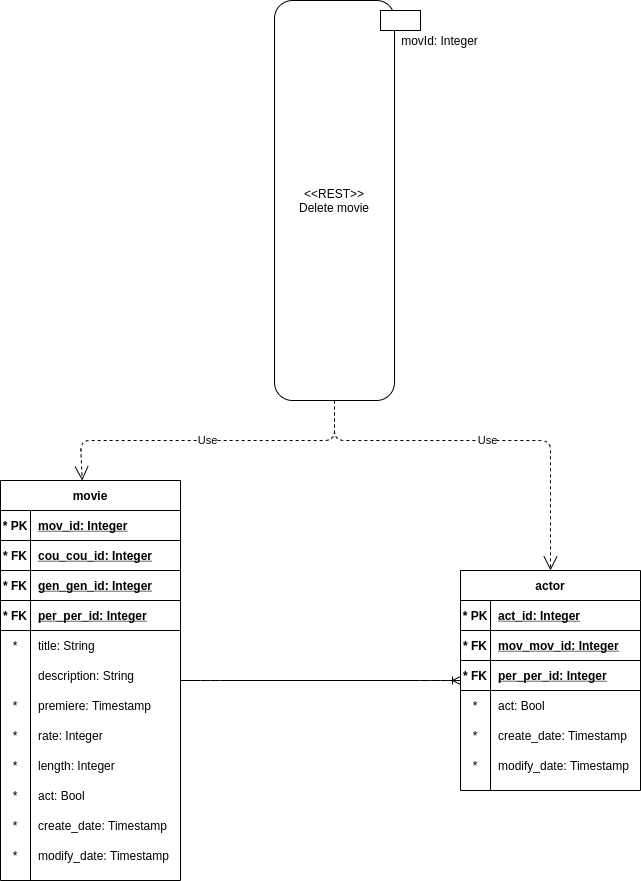 movId: Integer
<<REST>>
Delete movie
Use
Use
movie
* PK mov_id: Integer
* FK cou_cou_id: Integer
* FK gen_gen_id: Integer
* FK per_per_id: Integer
* title: String
description: String
* premiere: Timestamp
* rate: Integer
* length: Integer
* act: Bool
* create_date: Timestamp
* modify_date: Timestamp
actor
* PK act_id: Integer
* FK mov_mov_id: Integer
* FK per_per_id: Integer
* act: Bool
* create_date: Timestamp
* modify_date: Timestamp